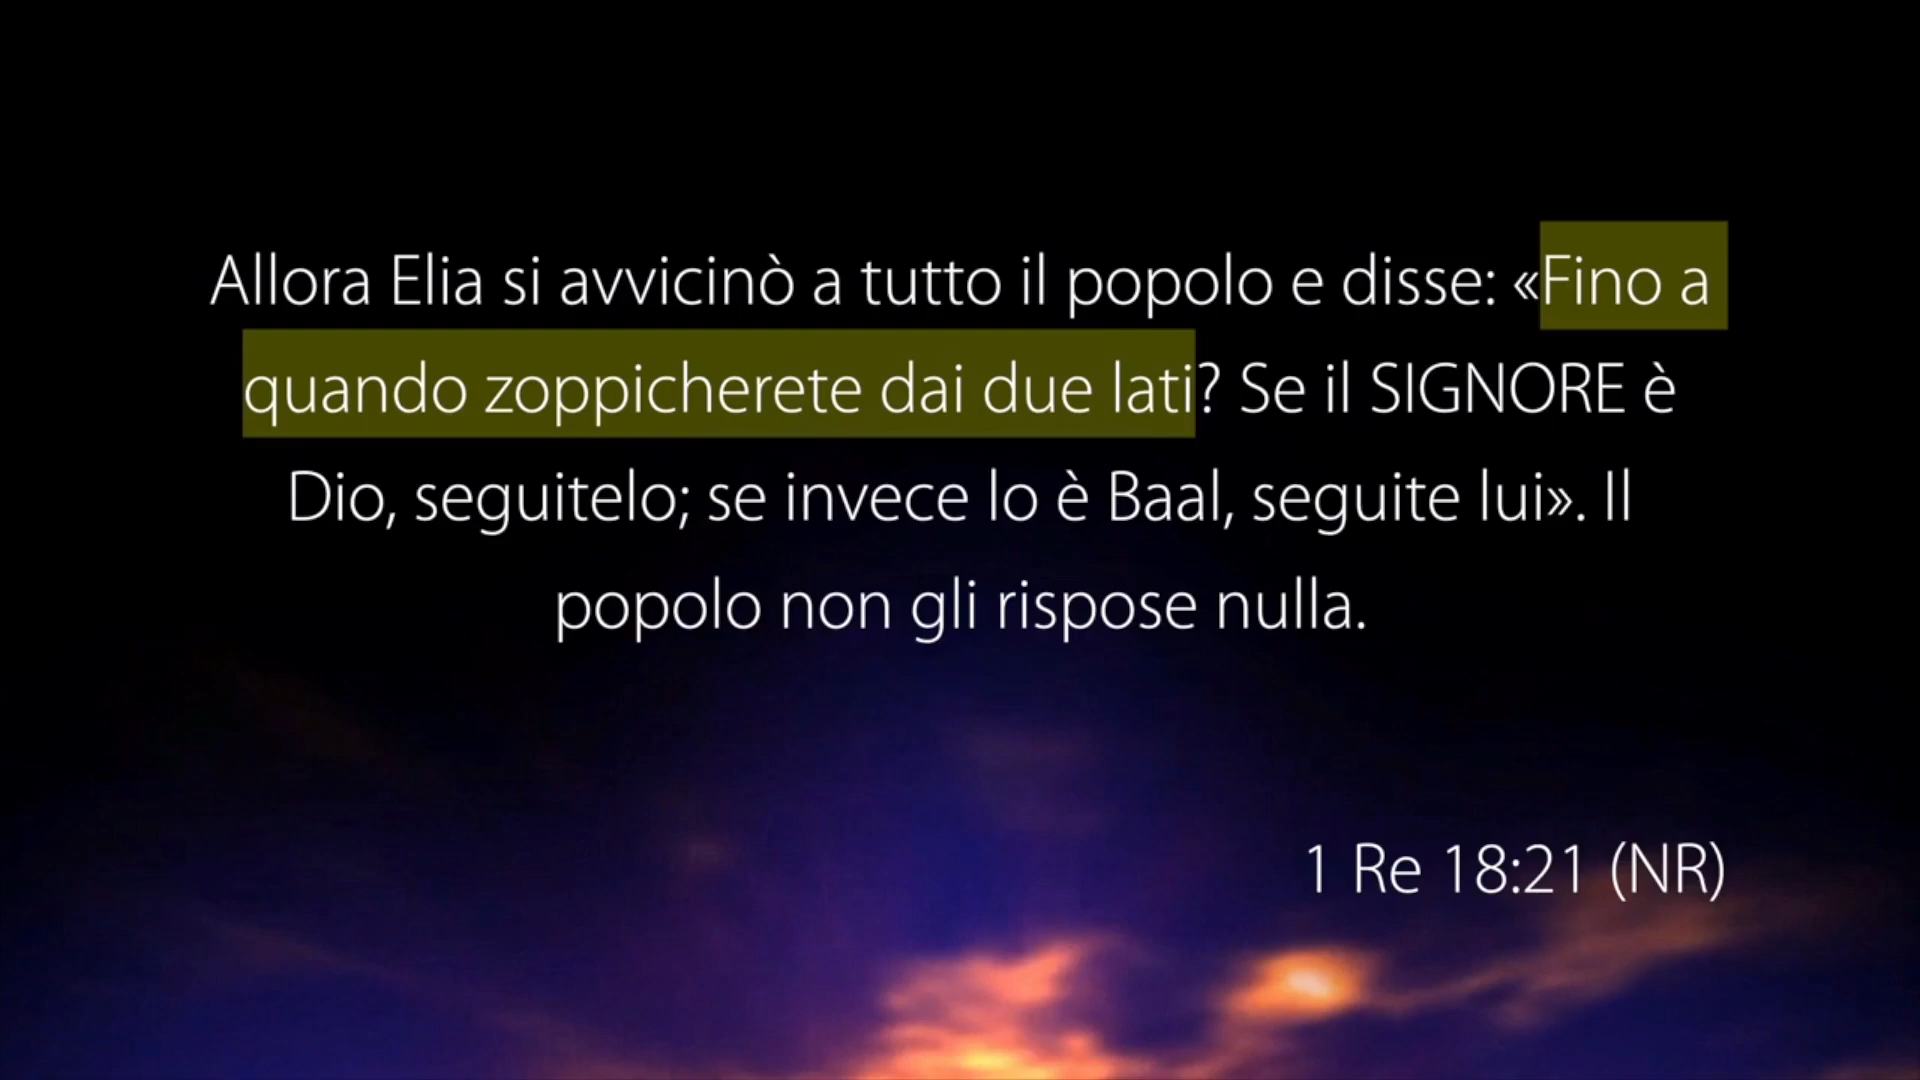 Allora Elia si avvicinò a tutto il popolo e disse: «Fino a
quando zoppicherete dai due lati? Se il SIGNORE è
Dio, seguitelo; se invece lo è Baal, seguite lui». Il
popolo non gli rispose nulla.
1 Re 18:21 (NR)